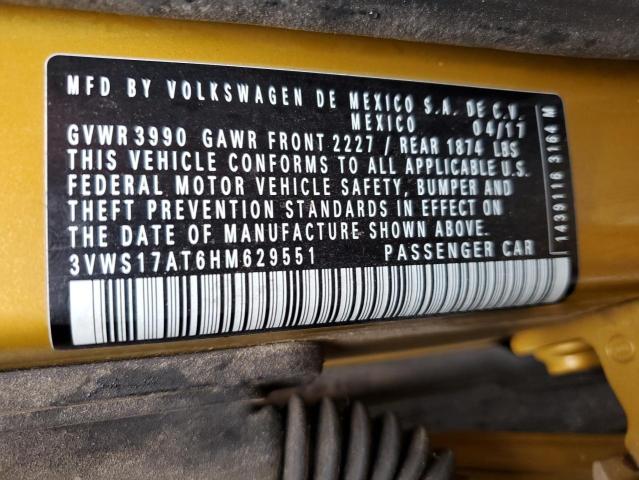 MFD BY VOLKSWAGEN DE MEXICO S.A. DE C.V.
MEXICO 04/17
GVWR 3990 GAWR FRONT 2227 / REAR 1874 LBS
THIS VEHICLE CONFORMS TO ALL APPLICABLE U.S.
FEDERAL MOTOR VEHICLE SAFETY, BUMPER AND
THEFT PREVENTION STANDARDS IN EFFECT ON
THE DATE OF MANUFACTURE SHOWN ABOVE.
3VWS17AT6HM629551 PASSENGER CAR
1439116 3164 M